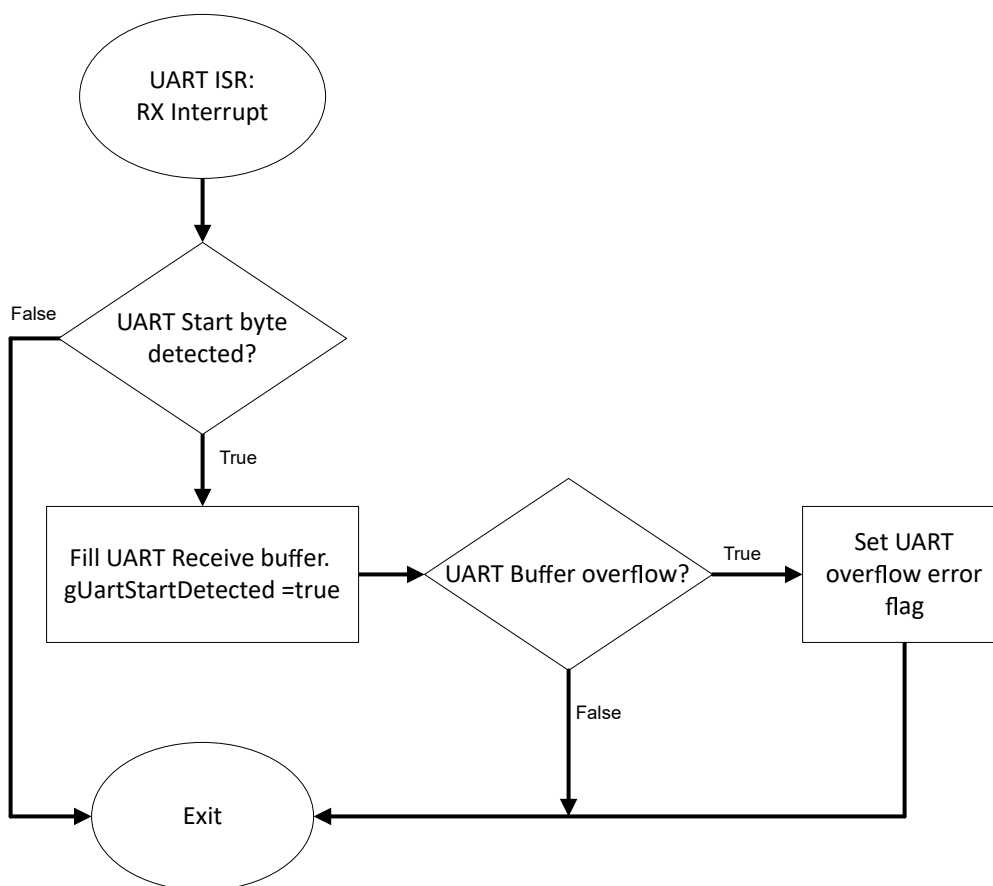 UART ISR:
RX Interrupt
False
UART Start byte
detected?
True
Fill UART Receive buffer.
gUartStartDetected =true
UART Buffer overflow?
True
Set UART
overflow error
flag
False
Exit